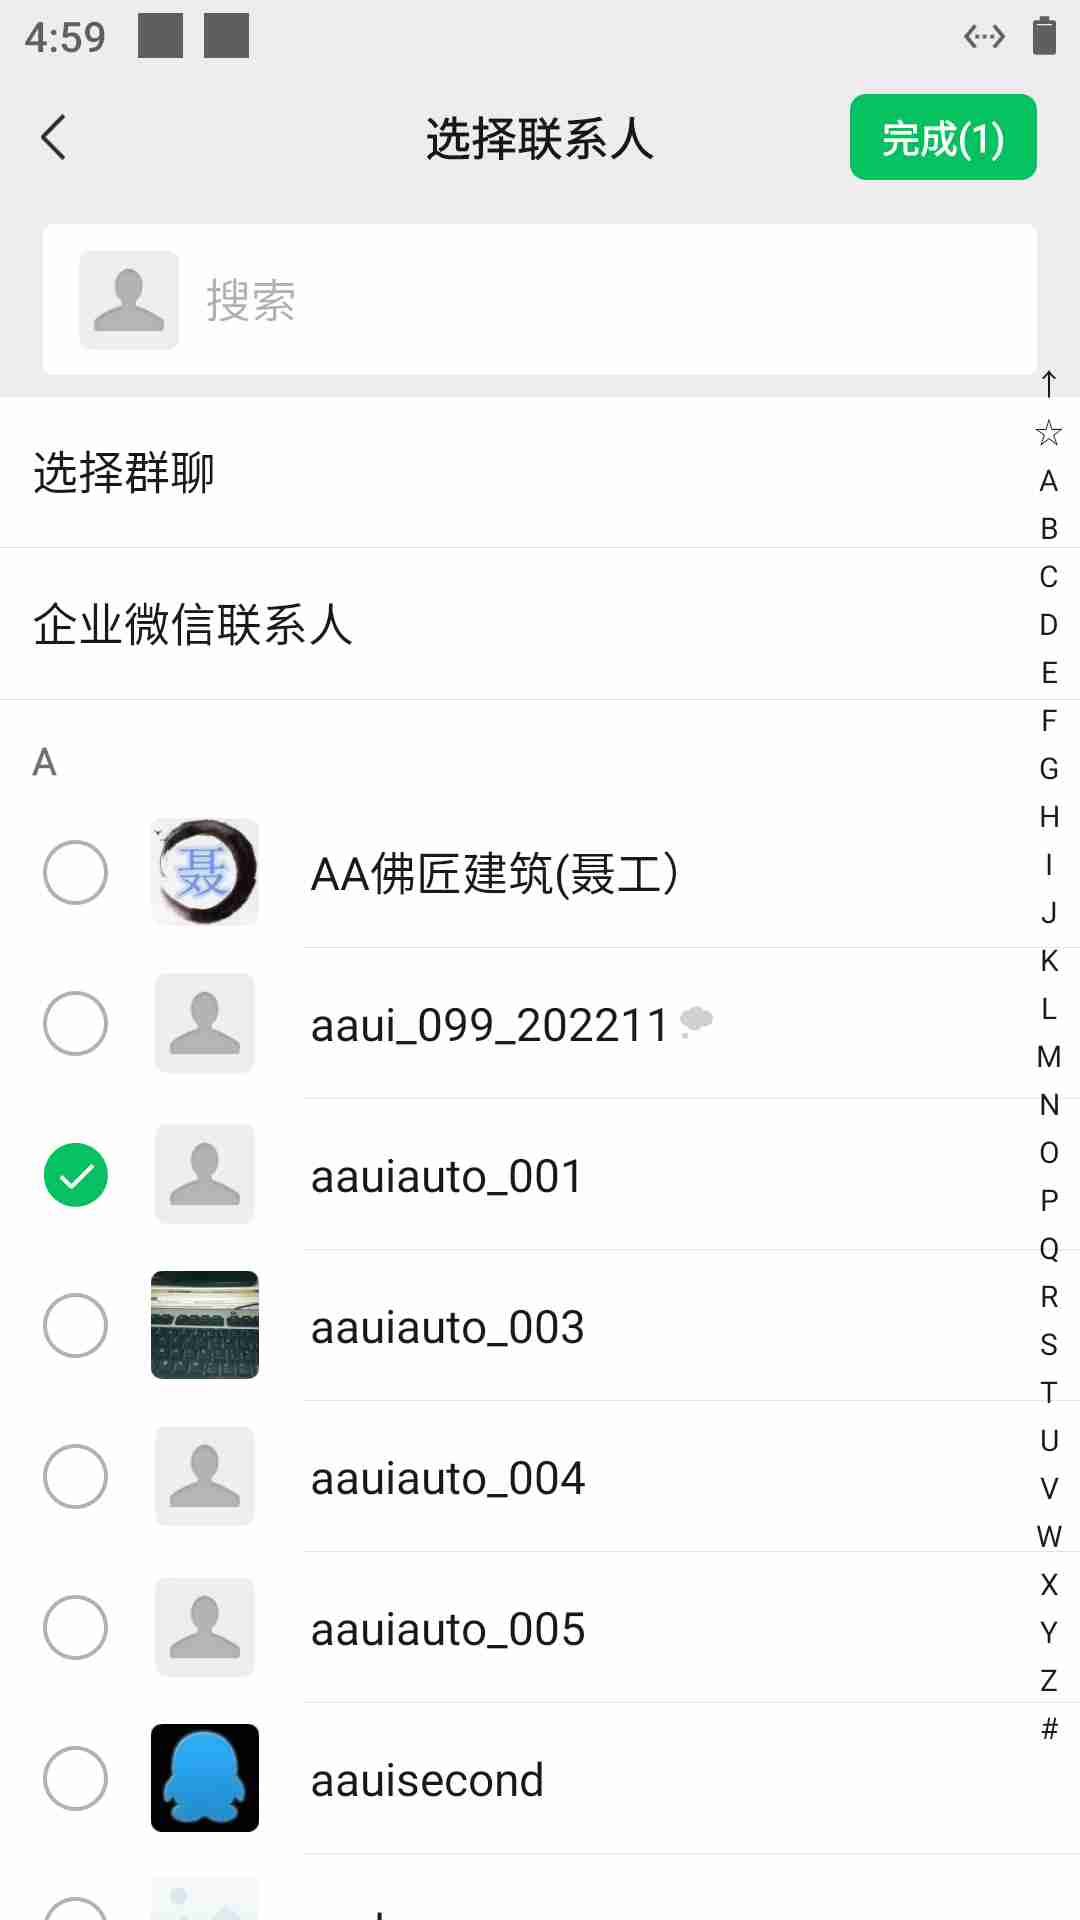 4:59
选择联系人
完成(1)
搜索
↑
☆
选择群聊
企业微信联系人
A
聂
AA佛匠建筑(聂工)
aaui_099_202211
aauiauto_001
aauiauto_003
aauiauto_004
aauiauto_005
aauisecond
A
B
C
D
E
F
G
H
I
J
K
L
M
N
O
P
Q
R
S
T
U
V
W
X
Y
Z
#